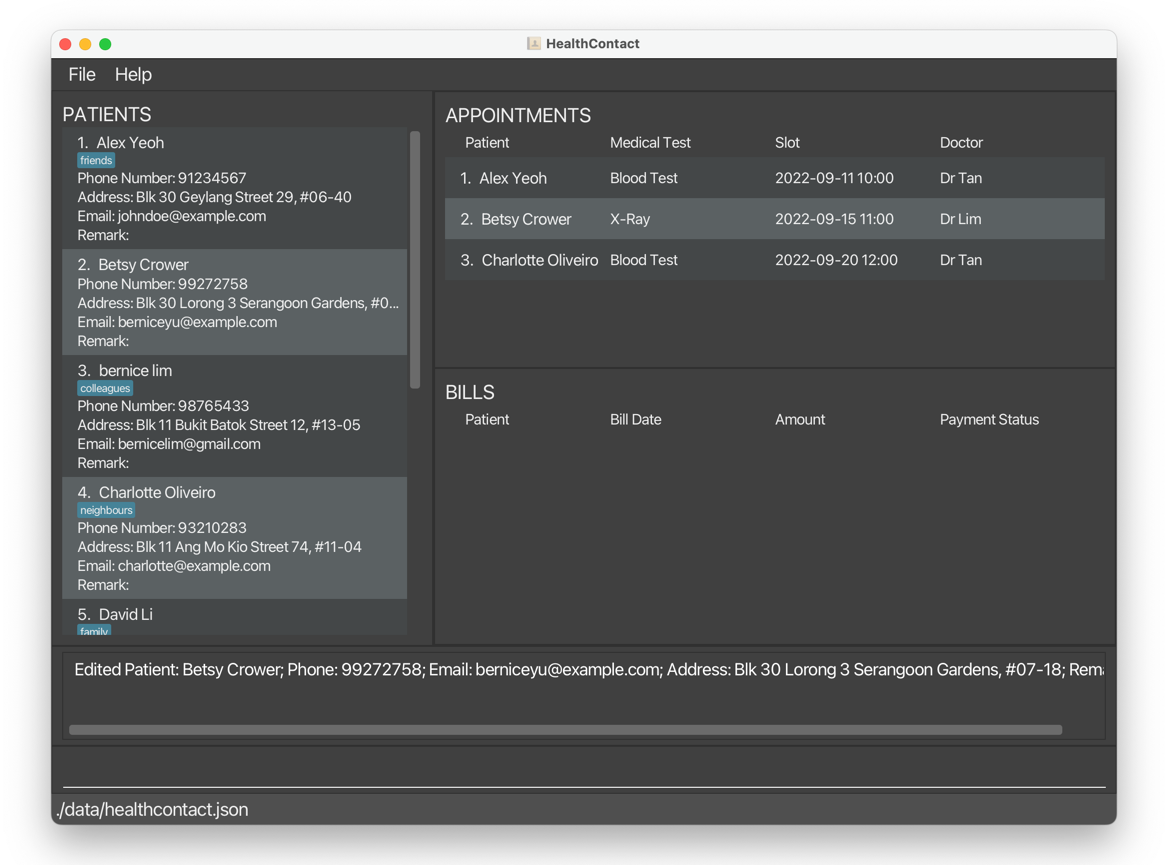 HealthContact
File Help
PATIENTS
1. Alex Yeoh
friends
Phone Number: 91234567
Address: Blk 30 Geylang Street 29, #06-40
Email: johndoe@example.com
Remark:
2. Betsy Crower
Phone Number: 99272758
Address: Blk 30 Lorong 3 Serangoon Gardens, #0...
Email: berniceyu@example.com
Remark:
3. bernice lim
colleagues
Phone Number: 98765433
Address: Blk 11 Bukit Batok Street 12, #13-05
Email: bernicelim@gmail.com
Remark:
4. Charlotte Oliveiro
neighbours
Phone Number: 93210283
Address: Blk 11 Ang Mo Kio Street 74, #11-04
Email: charlotte@example.com
Remark:
5. David Li
family
APPOINTMENTS
Patient Medical Test Slot Doctor
1. Alex Yeoh Blood Test 2022-09-11 10:00 Dr Tan
2. Betsy Crower X-Ray 2022-09-15 11:00 Dr Lim
3. Charlotte Oliveiro Blood Test 2022-09-20 12:00 Dr Tan
BILLS
Patient Bill Date Amount Payment Status
Edited Patient: Betsy Crower; Phone: 99272758; Email: berniceyu@example.com; Address: Blk 30 Lorong 3 Serangoon Gardens, #07-18; Rema
./data/healthcontact.json